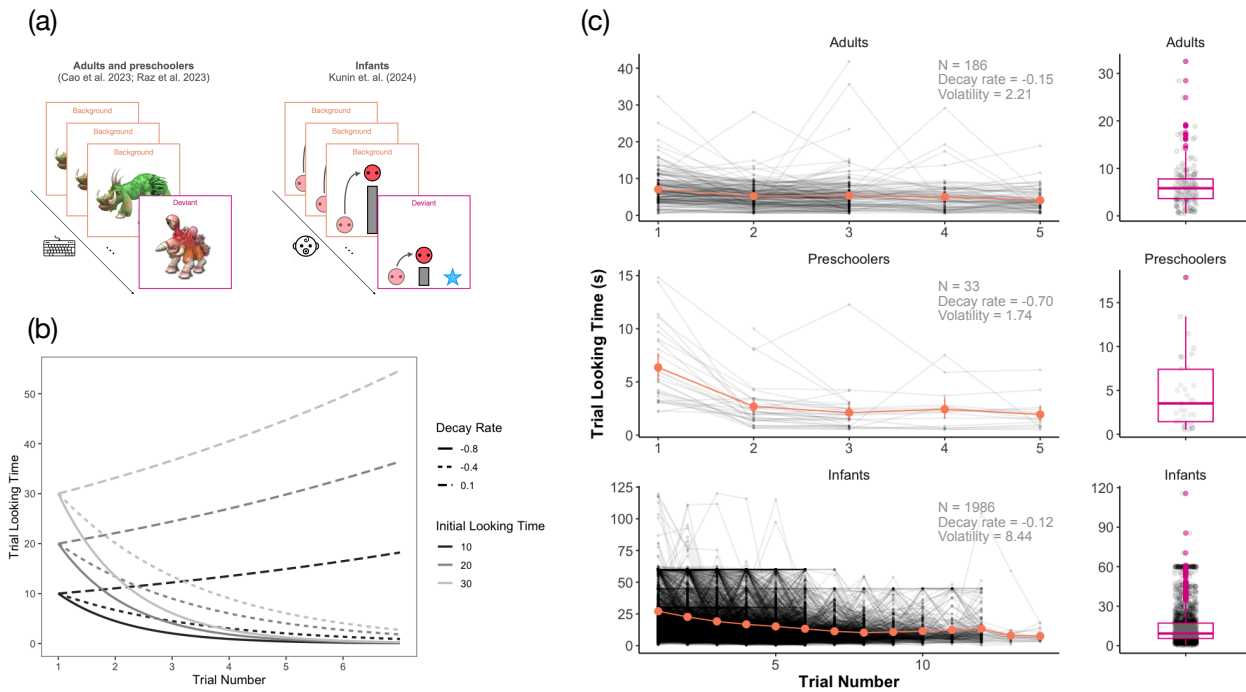 (a)
Adults and preschoolers
(Cao et al. 2023; Raz et al. 2023)
Background
Background
Background
Deviant
...
Infants
Kunin et. al. (2024)
Background
Background
Background
Deviant
...
(b)
Trial Looking Time
50
40
30
20
10
0
1 2 3 4 5 6
Trial Number
Decay Rate
-0.8
-0.4
0.1
Initial Looking Time
10
20
30
(c)
Trial Looking Time (s)
Adults
N = 186
Decay rate = -0.15
Volatility = 2.21
40
30
20
10
0
1 2 3 4 5
Adults
30
20
10
0
Preschoolers
N = 33
Decay rate = -0.70
Volatility = 1.74
15
10
5
0
1 2 3 4 5
Preschoolers
15
10
5
0
Infants
N = 1986
Decay rate = -0.12
Volatility = 8.44
125
100
75
50
25
0
5 10
Trial Number
Infants
120
90
60
30
0